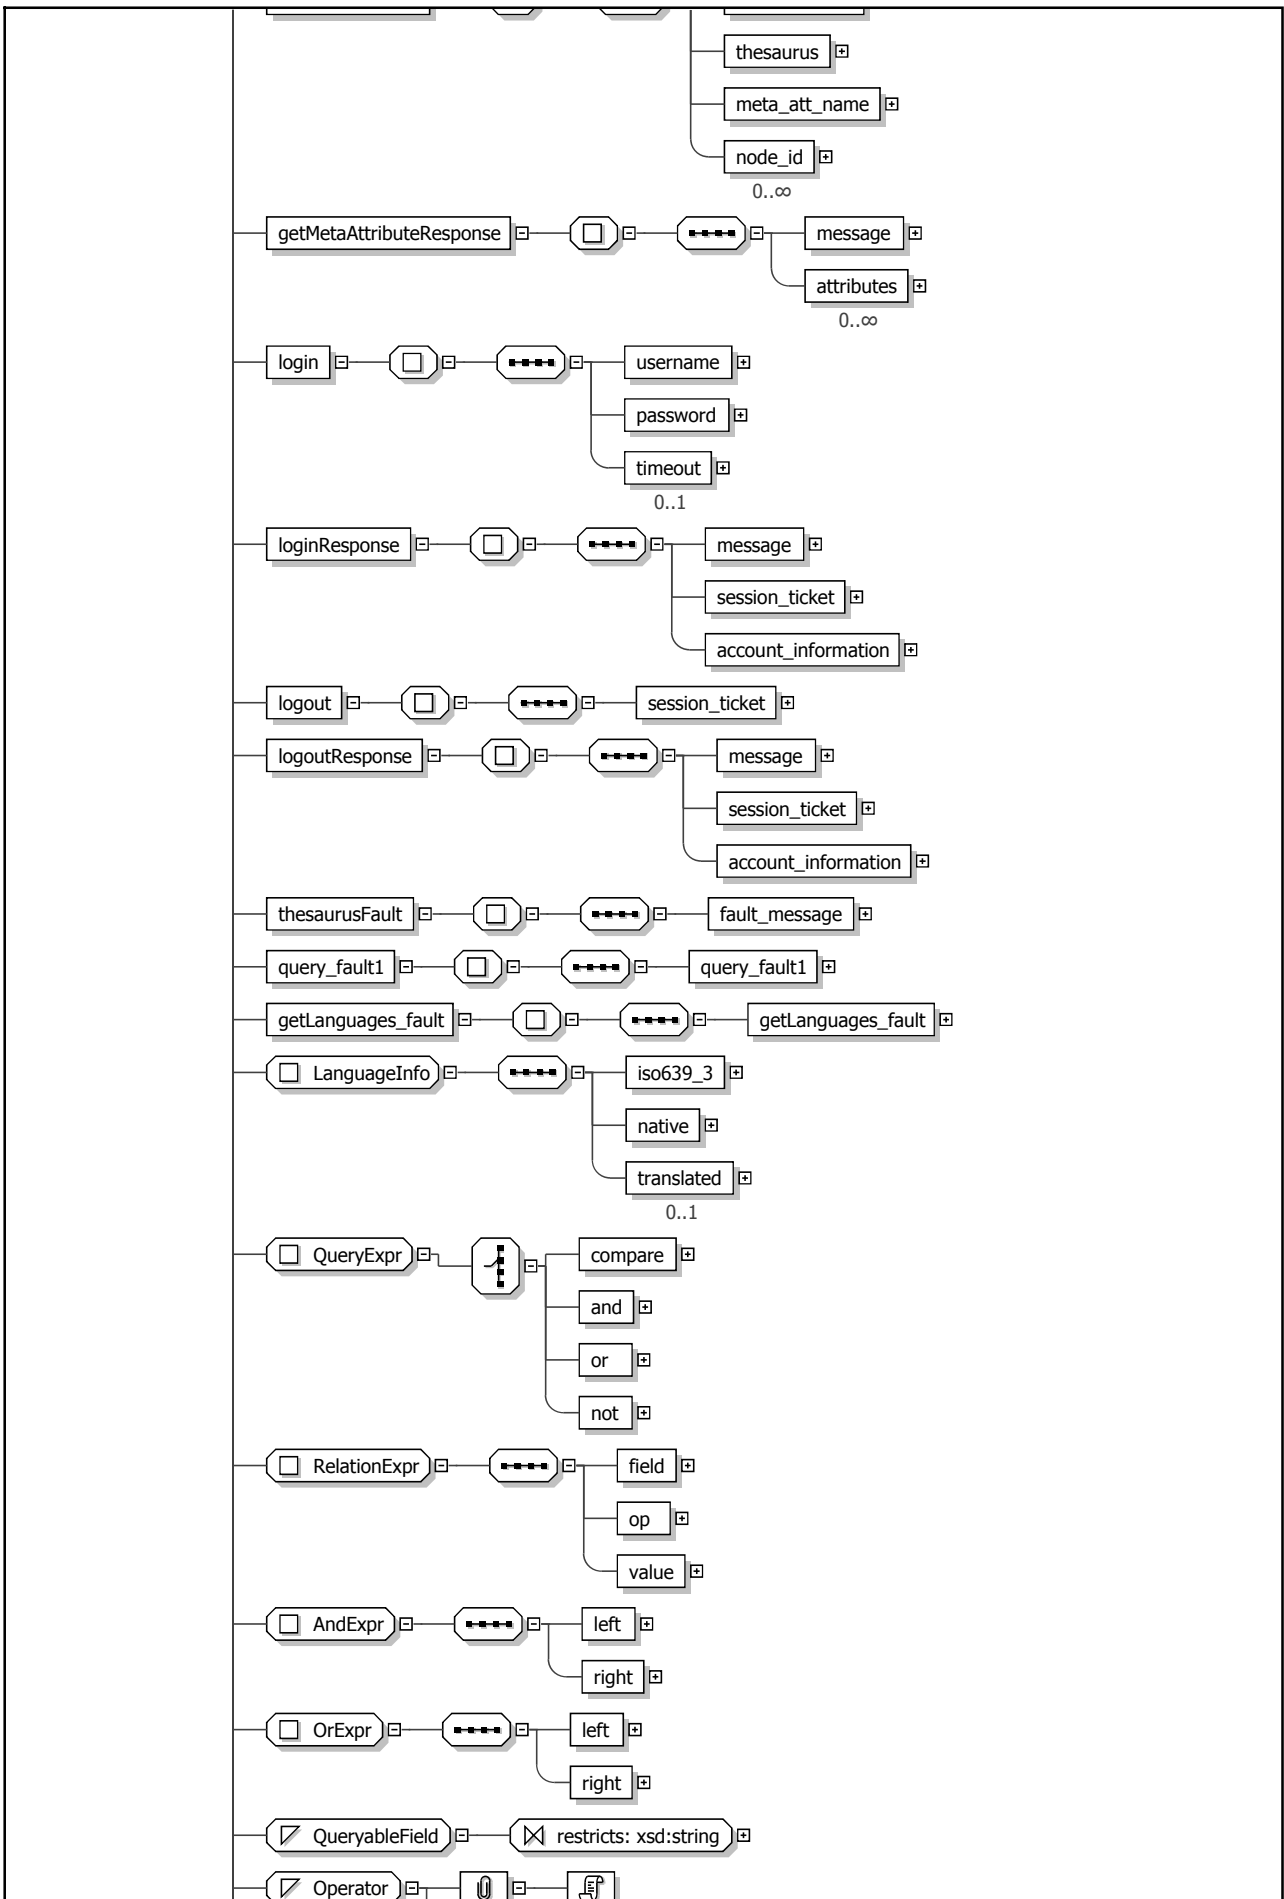 thesaurus
meta_att_name
node_id
0..∞
getMetaAttributeResponse message
attributes
0..∞
login username
password
timeout
0..1
loginResponse message
session_ticket
account_information
logout session_ticket
logoutResponse message
session_ticket
account_information
thesaurusFault fault_message
query_fault1 query_fault1
getLanguages_fault getLanguages_fault
LanguageInfo iso639_3
native
translated
0..1
QueryExpr compare
and
or
not
RelationExpr field
op
value
AndExpr left
right
OrExpr left
right
QueryableField restricts: xsd:string
Operator